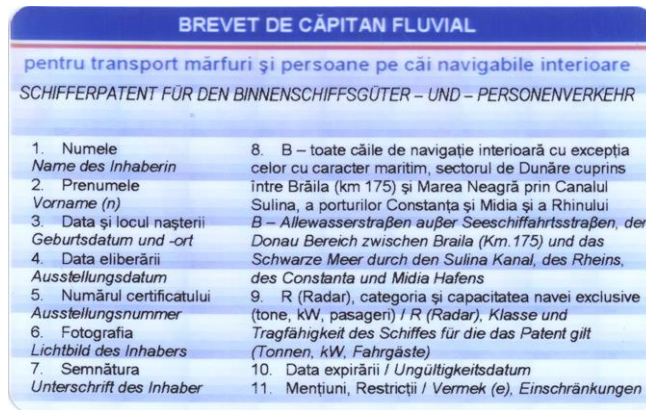 BREVET DE CĂPITAN FLUVIAL
pentru transport mărfuri şi persoane pe căi navigabile interioare
SCHIFFERPATENT FÜR DEN BINNENSCHIFFSGÜTER – UND – PERSONENVERKEHR
1. Numele
Name des Inhaberin
2. Prenumele
Vorname (n)
3. Data şi locul naşterii
Geburtsdatum und -ort
4. Data eliberării
Ausstellungsdatum
5. Numărul certificatului
Ausstellungsnummer
6. Fotografia
Lichtbild des Inhabers
7. Semnătura
Unterschrift des Inhaber
8. B – toate căile de navigaţie interioară cu excepţia
celor cu caracter maritim, sectorul de Dunăre cuprins
între Brăila (km 175) şi Marea Neagră prin Canalul
Sulina, a porturilor Constanţa şi Midia şi a Rhinului
B – Allewasserstraßen außer Seeschiffahrtsstraßen, der
Donau Bereich zwischen Braila (Km.175) und das
Schwarze Meer durch den Sulina Kanal, des Rheins,
des Constanta und Midia Hafens
9. R (Radar), categoria şi capacitatea navei exclusive
(tone, kW, pasageri) / R (Radar), Klasse und
Tragfähigkeit des Schiffes für die das Patent gilt
(Tonnen, kW, Fahrgäste)
10. Data expirării / Ungültigkeitsdatum
11. Menţiuni, Restricţii / Vermek (e), Einschränkungen